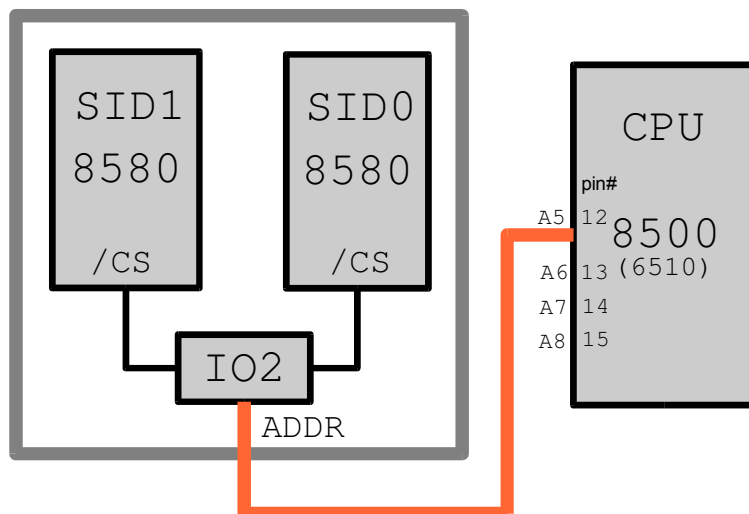 SID1
8580
/CS
SID0
8580
/CS
IO2
ADDR
CPU
pin#
A5 12
8500
(6510)
A6 13
A7 14
A8 15